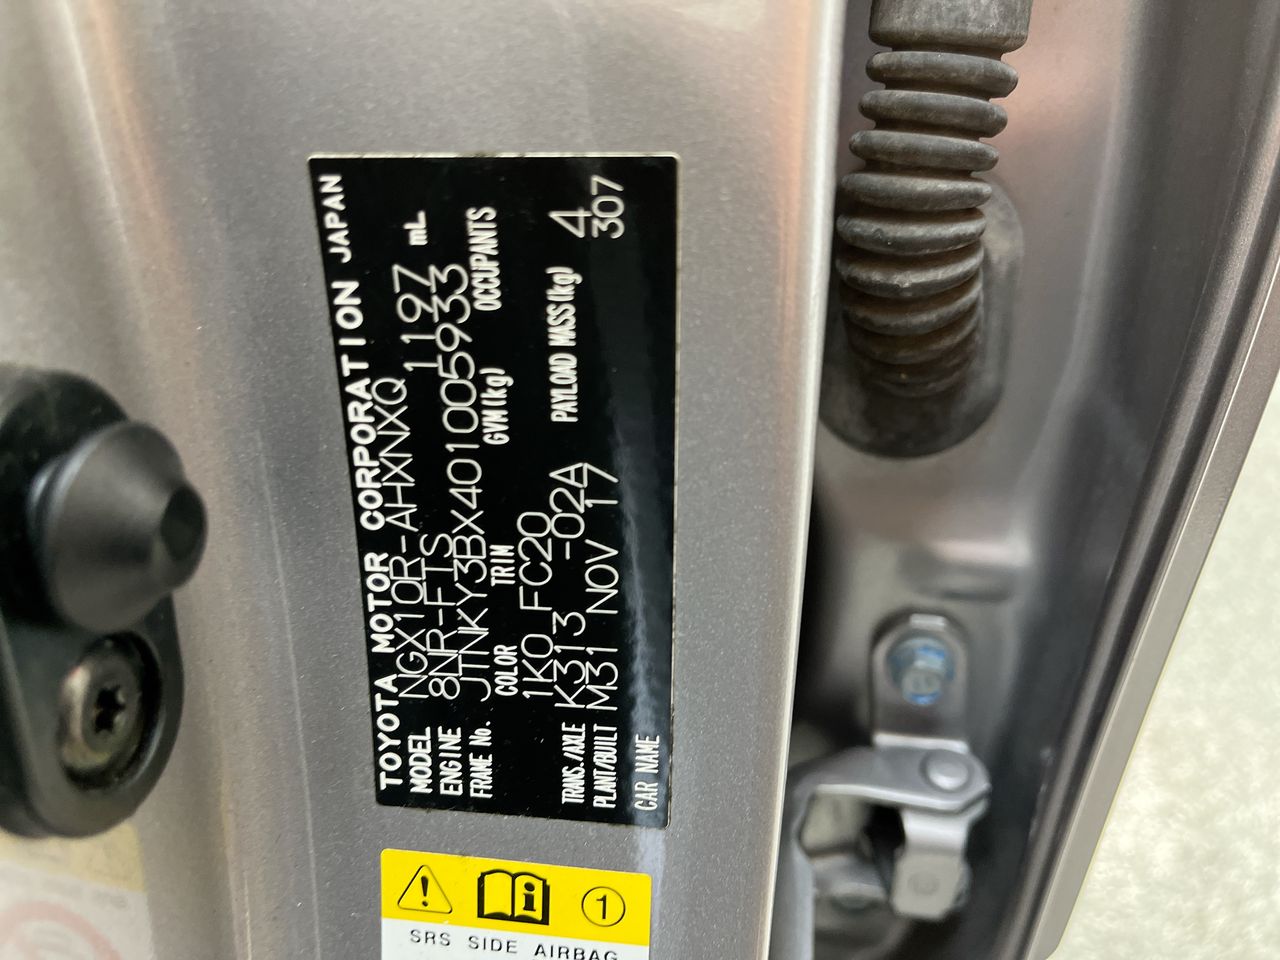 TOYOTA MOTOR CORPORATION JAPAN
MODEL NGX10R-AHXNXQ
ENGINE 8NR-FTS 1197 mL
FRAME No. JTNKY3BX401005933
COLOR TRIM GVM(kg) OCCUPANTS
1K0 FC20 4
TRANS./AXLE K313 -02A PAYLOAD MASS(kg) 307
PLANT/BUILT M31 NOV 17
CAR NAME
1
SRS SIDE AIRBAG